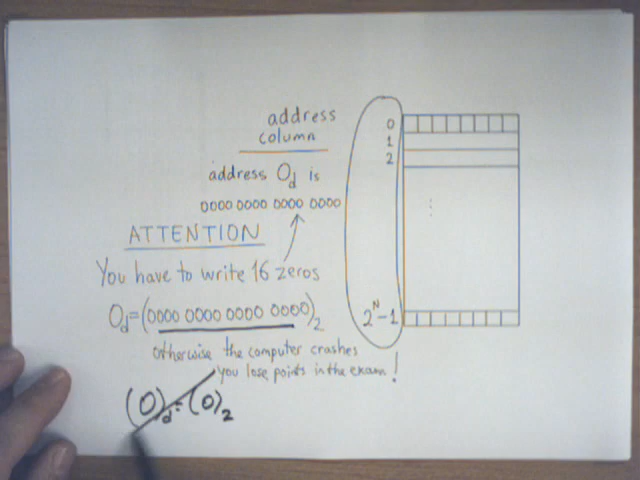 address
column
address 0d is
0000 0000 0000 0000
ATTENTION
You have to write 16 zeros
0d=(0000 0000 0000 0000)2
otherwise the computer crashes
you lose points in the exam!
(0)d=(0)2
0
1
2
⋮
2^N-1